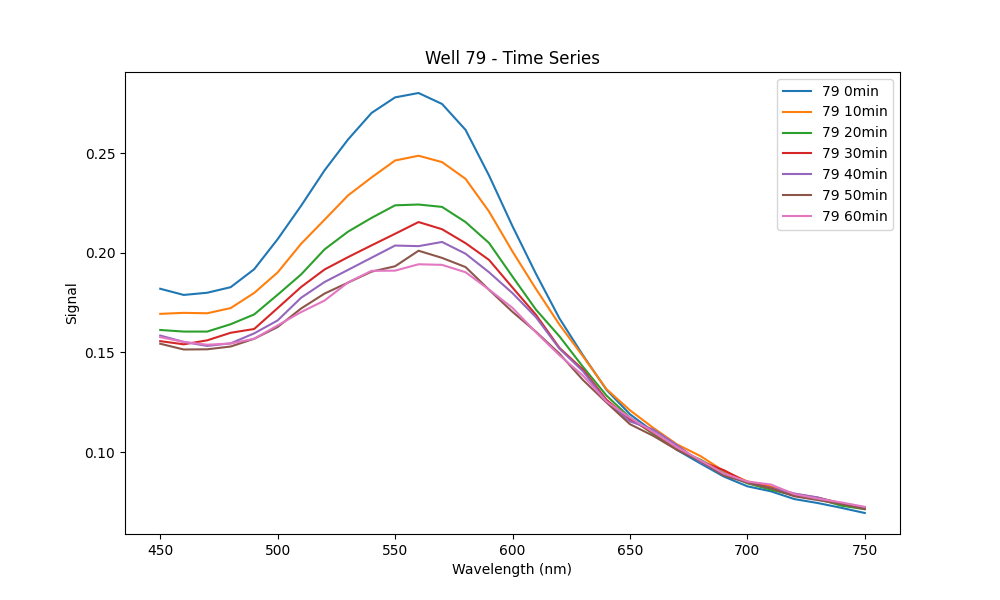 Well 79 - Time Series
79 0min
79 10min
79 20min
79 30min
79 40min
79 50min
79 60min
Signal
0.25
0.20
0.15
0.10
450 500 550 600 650 700 750
Wavelength (nm)